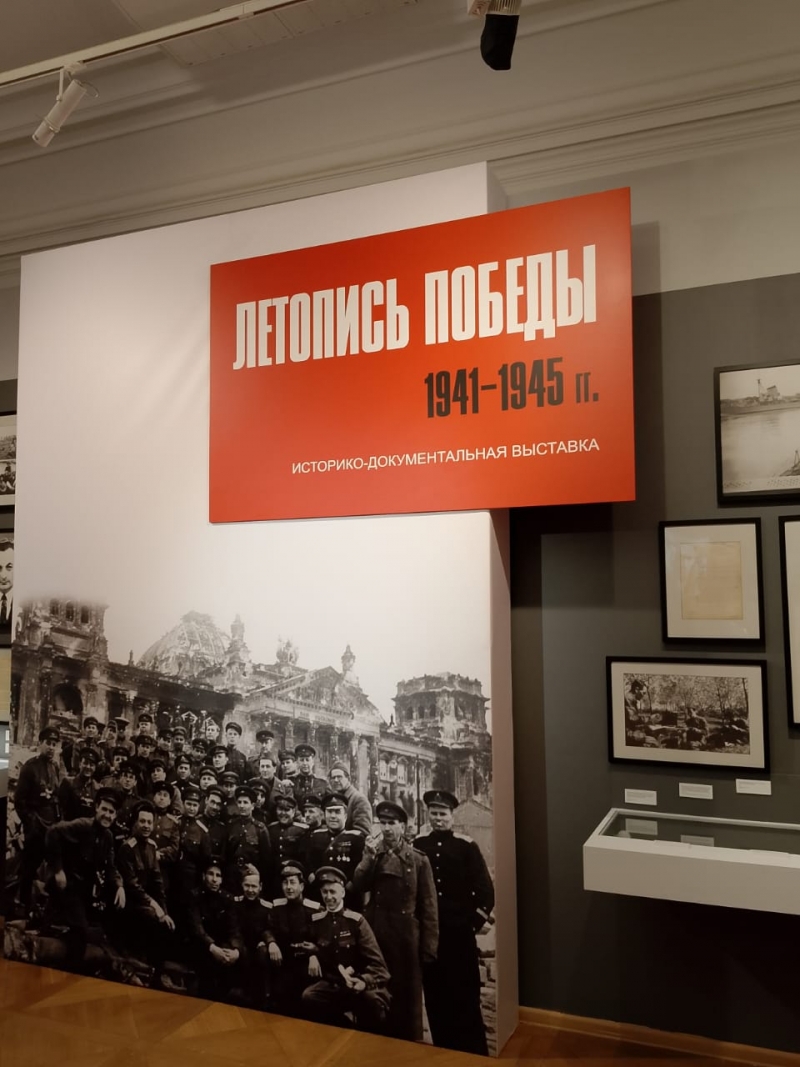 ЛЕТОПИСЬ ПОБЕДЫ
1941–1945 гг.
ИСТОРИКО-ДОКУМЕНТАЛЬНАЯ ВЫСТАВКА